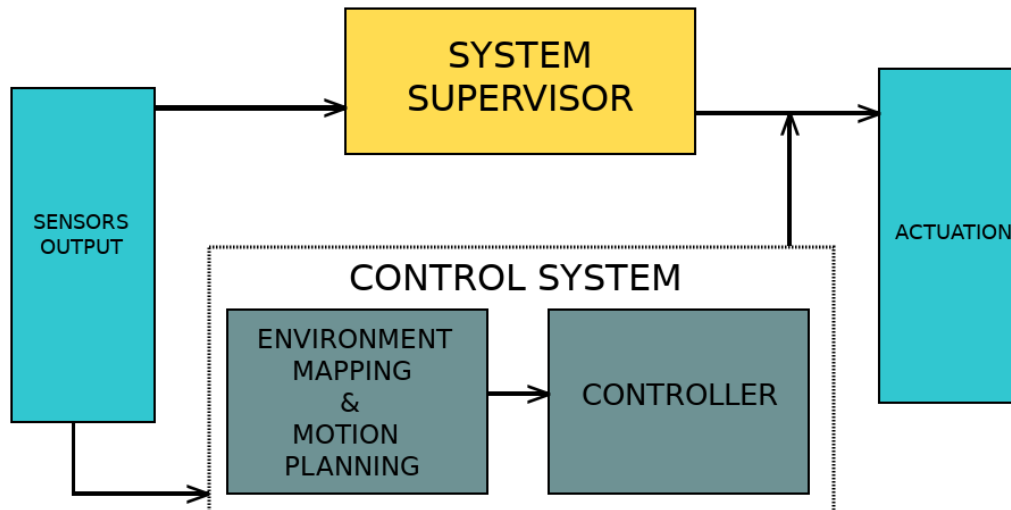 SYSTEM
SUPERVISOR
SENSORS
OUTPUT
ACTUATION
CONTROL SYSTEM
ENVIRONMENT
MAPPING
&
MOTION
PLANNING
CONTROLLER